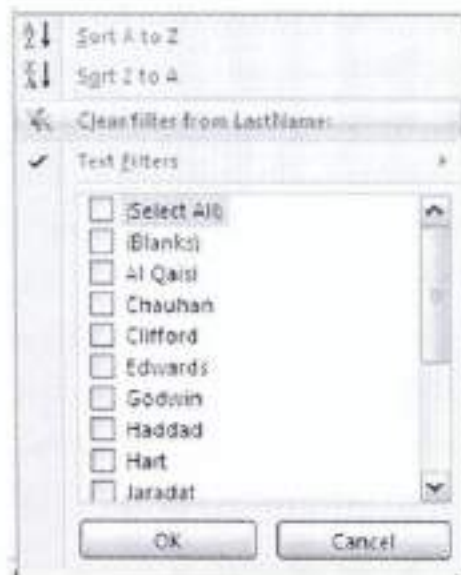 Sort A to Z
Sort Z to A
Clear filter from LastName:
Text Filters
(Select All)
(Blanks)
Al Qaisi
Chauhan
Clifford
Edwards
Godwin
Haddad
Hart
Jaradat
OK
Cancel